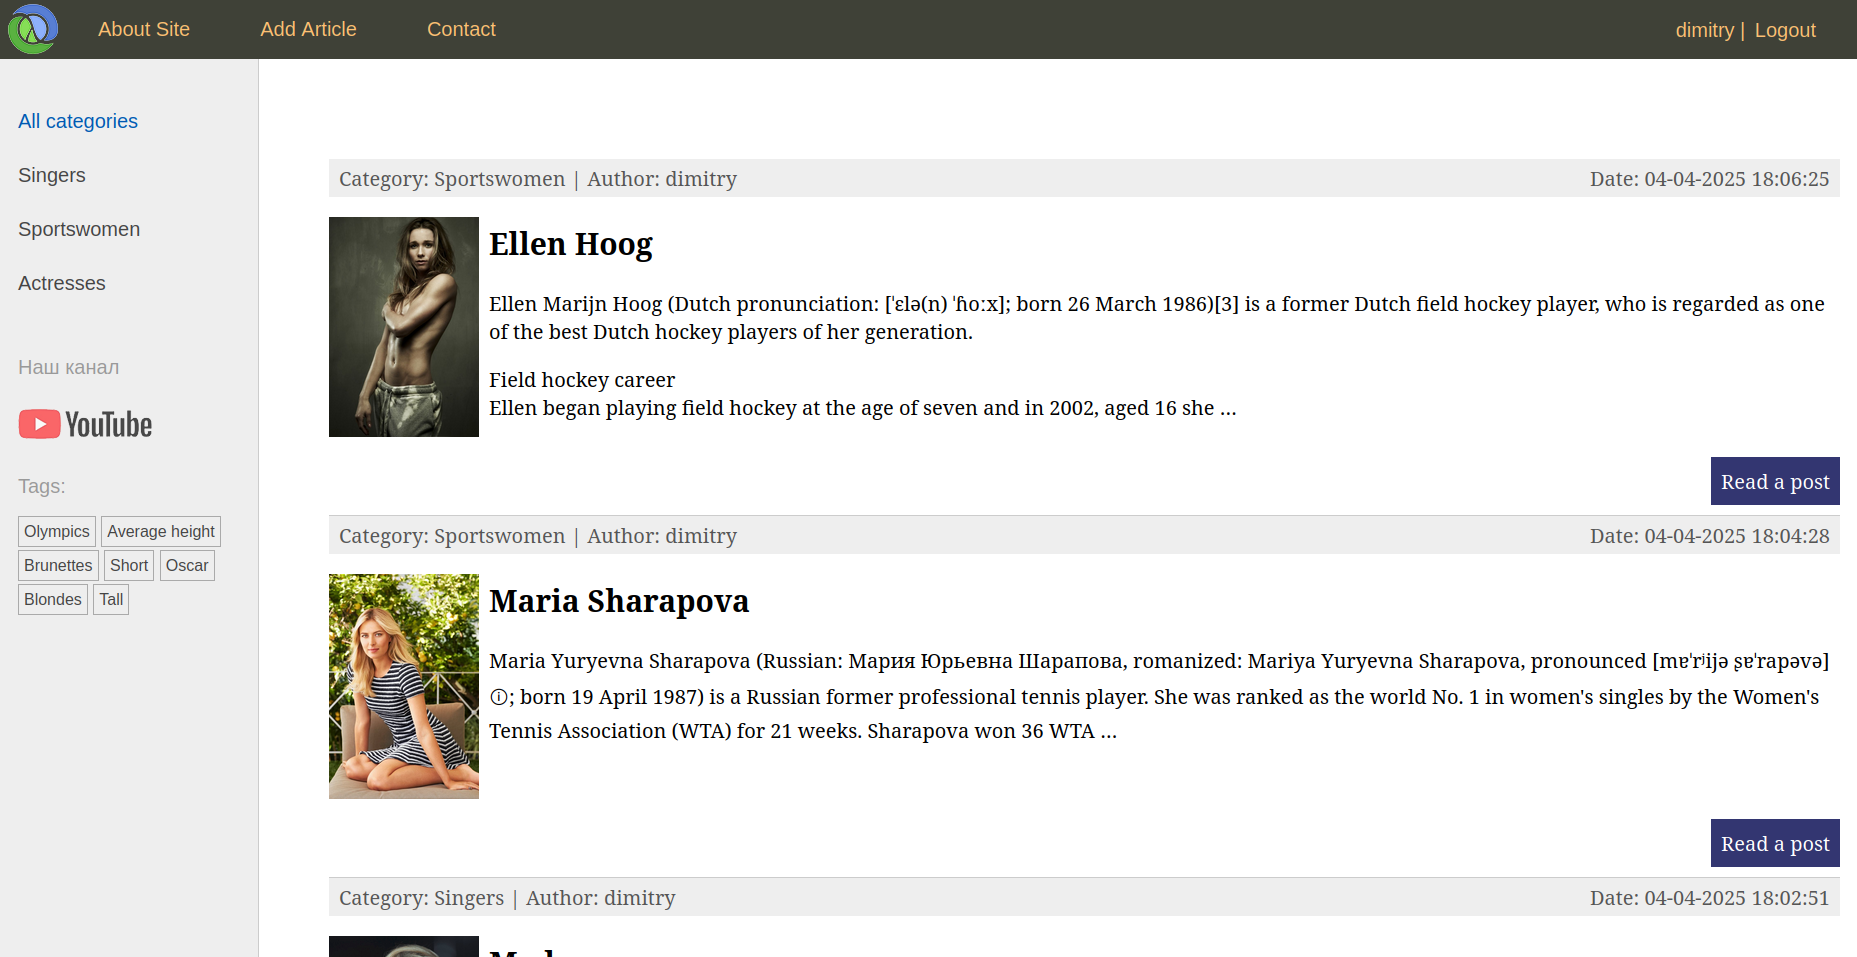 About Site
Add Article
Contact
dimitry | Logout
All categories
Singers
Sportswomen
Actresses
Наш канал
YouTube
Tags:
Olympics
Average height
Brunettes
Short
Oscar
Blondes
Tall
Category: Sportswomen | Author: dimitry
Date: 04-04-2025 18:06:25
Ellen Hoog
Ellen Marijn Hoog (Dutch pronunciation: [ˈɛlə(n) ˈɦoːx]; born 26 March 1986)[3] is a former Dutch field hockey player, who is regarded as one
of the best Dutch hockey players of her generation.
Field hockey career
Ellen began playing field hockey at the age of seven and in 2002, aged 16 she ...
Read a post
Category: Sportswomen | Author: dimitry
Date: 04-04-2025 18:04:28
Maria Sharapova
Maria Yuryevna Sharapova (Russian: Мария Юрьевна Шарапова, romanized: Mariya Yuryevna Sharapova, pronounced [mɐˈrʲijə ʂɐˈrapəvə]
ⓘ; born 19 April 1987) is a Russian former professional tennis player. She was ranked as the world No. 1 in women's singles by the Women's
Tennis Association (WTA) for 21 weeks. Sharapova won 36 WTA ...
Read a post
Category: Singers | Author: dimitry
Date: 04-04-2025 18:02:51